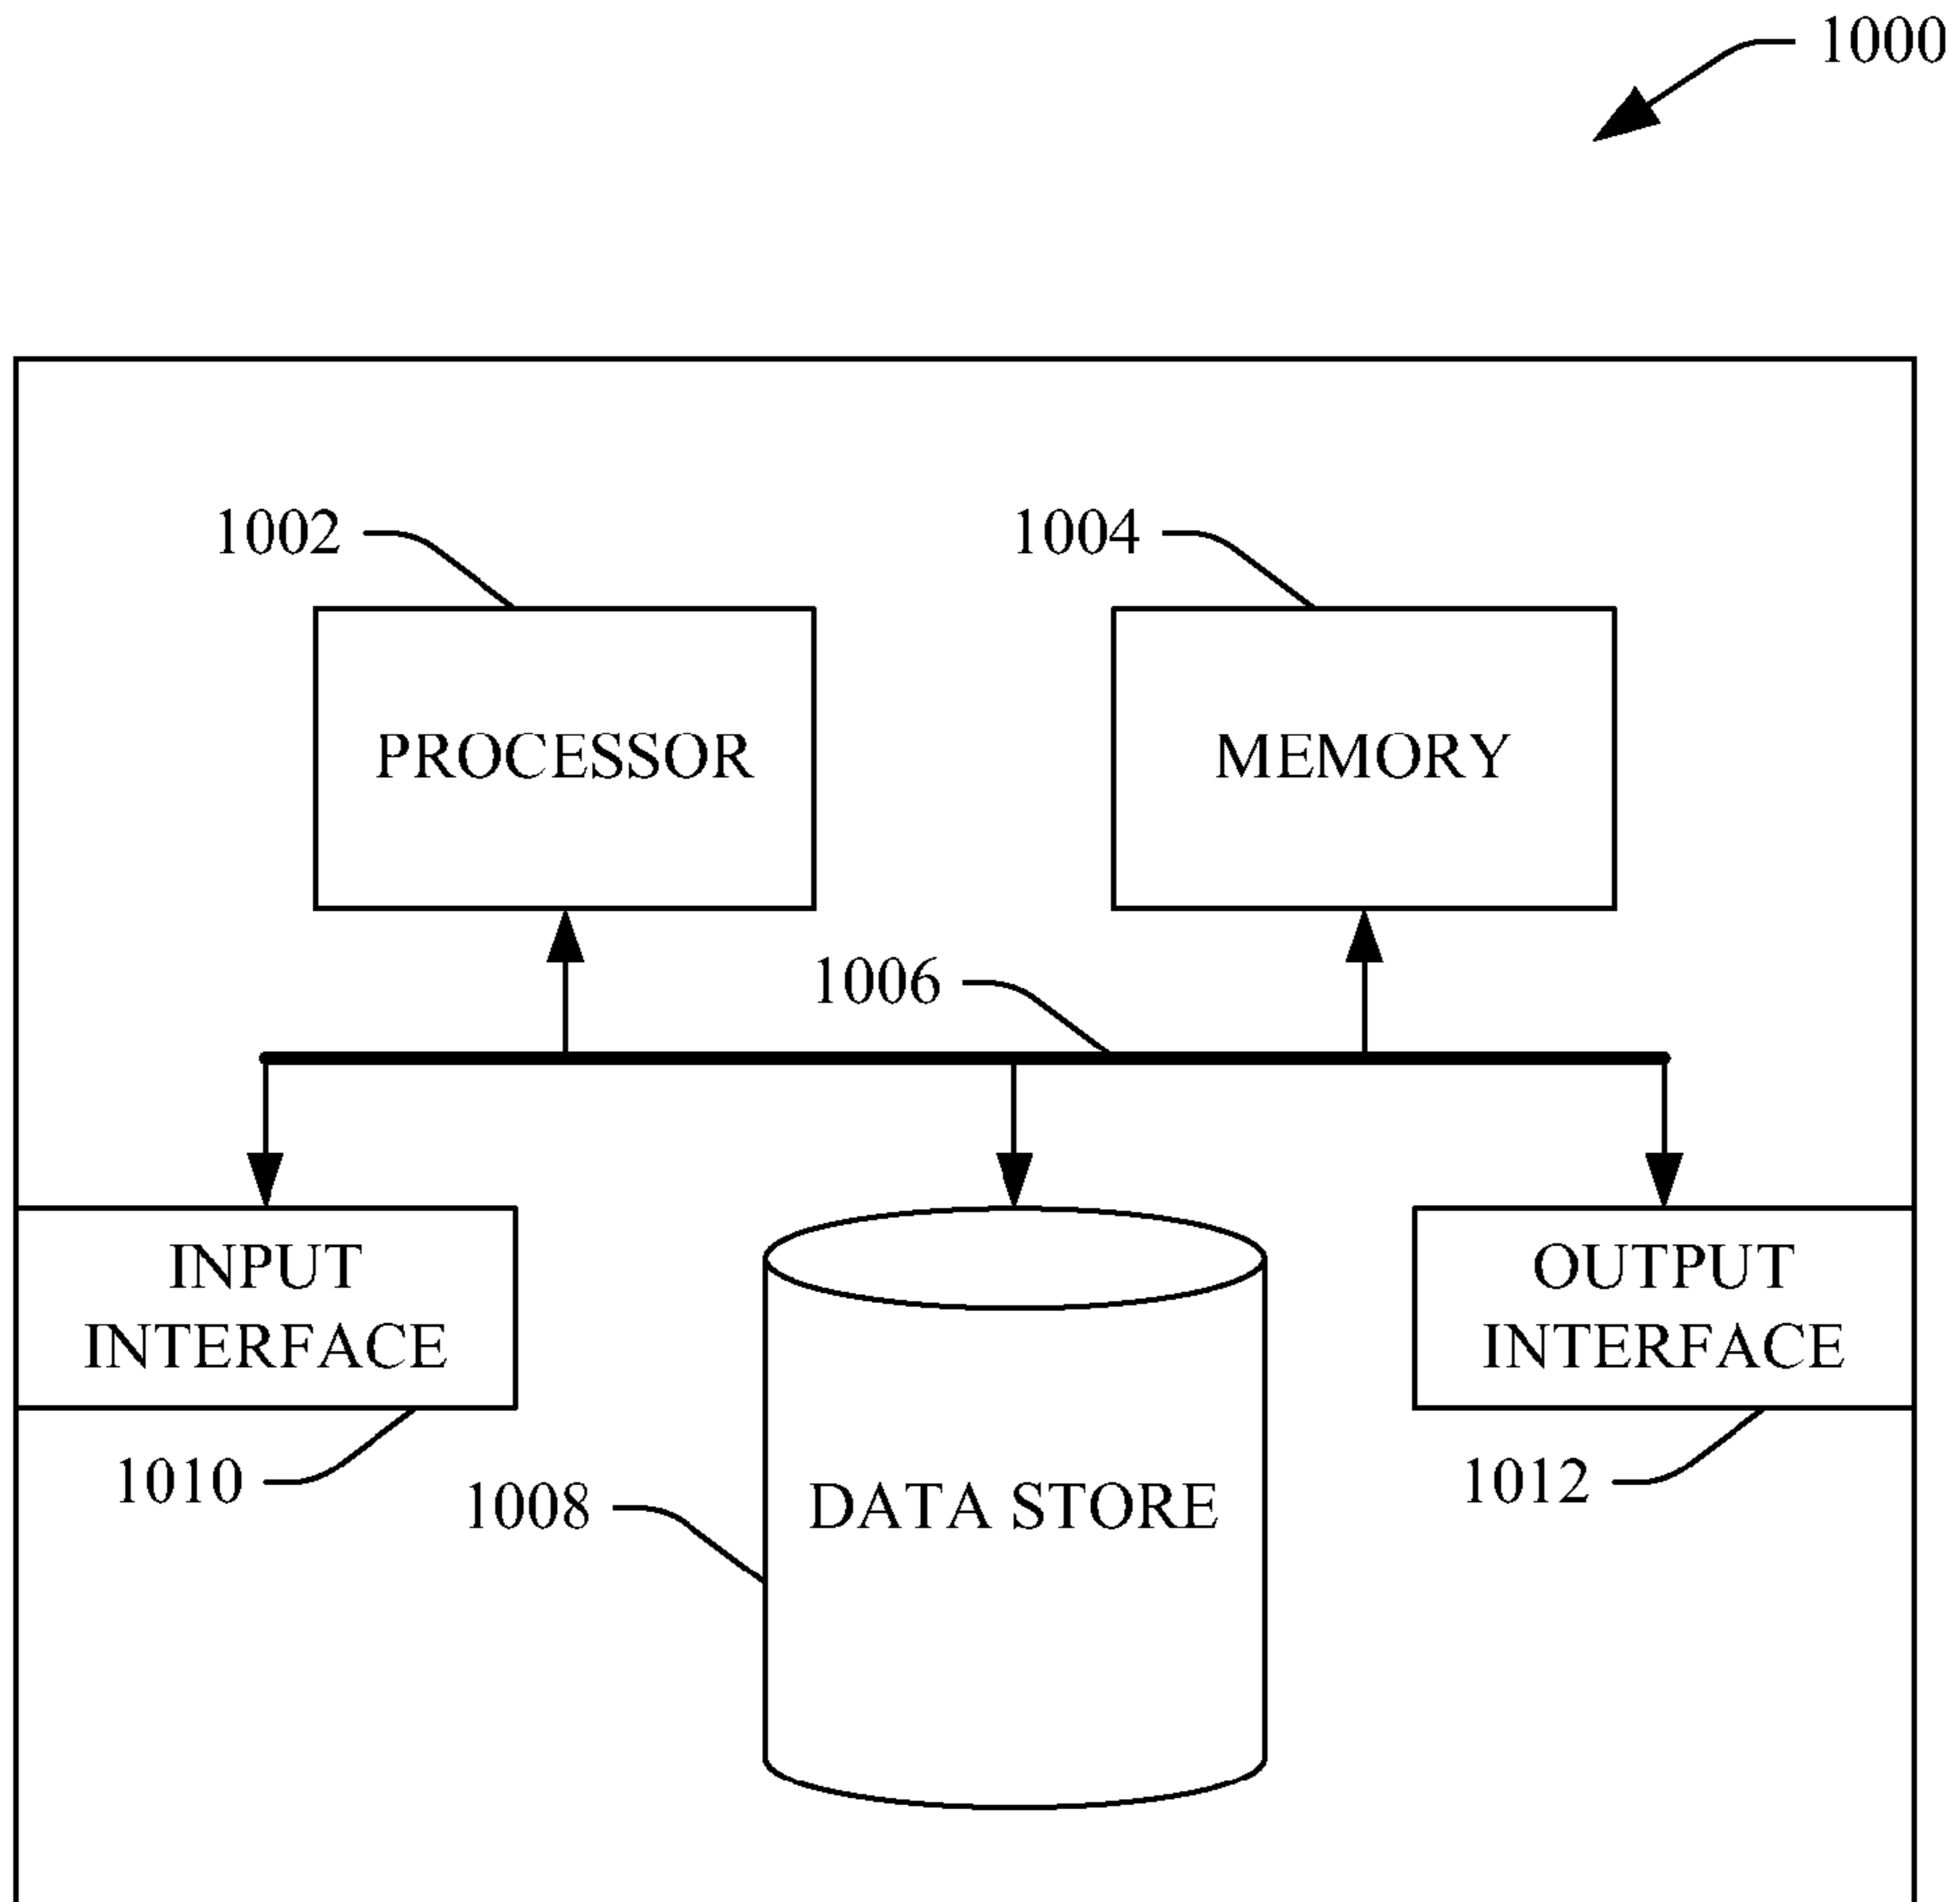 1000
1002
1004
PROCESSOR
MEMORY
1006
INPUT
INTERFACE
OUTPUT
INTERFACE
1010
1008
DATA STORE
1012